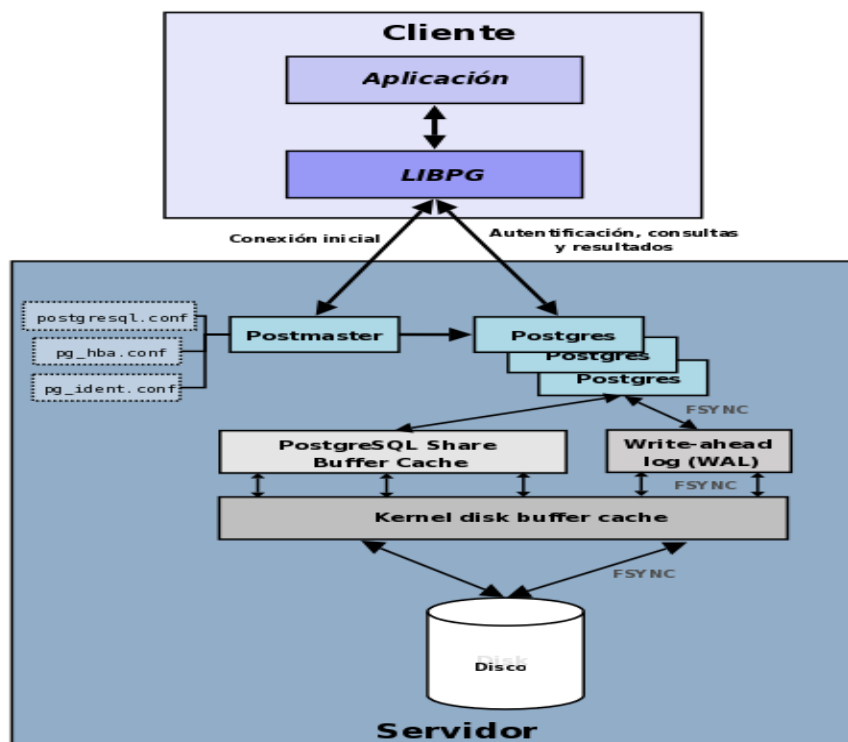 Cliente
Aplicación
LIBPG
Conexión inicial
Autentificación, consultas
y resultados
postgresql.conf
pg_hba.conf
pg_ident.conf
Postmaster
Postgres
Postgres
Postgres
FSYNC
PostgreSQL Share
Buffer Cache
Write-ahead
log (WAL)
FSYNC
Kernel disk buffer cache
FSYNC
Disk
Disco
Servidor